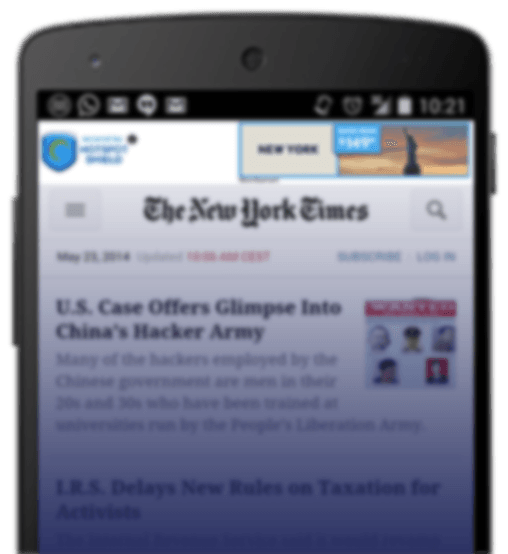 10:21
HOTSPOT
SHIELD
NEW YORK
The New York Times
May 23, 2014 Updated 10:08 AM CEST SUBSCRIBE LOG IN
U.S. Case Offers Glimpse Into
China's Hacker Army
Many of the hackers employed by the
Chinese government are men in their
20s and 30s who have been trained at
universities run by the People's Liberation Army.
I.R.S. Delays New Rules on Taxation for
Activists